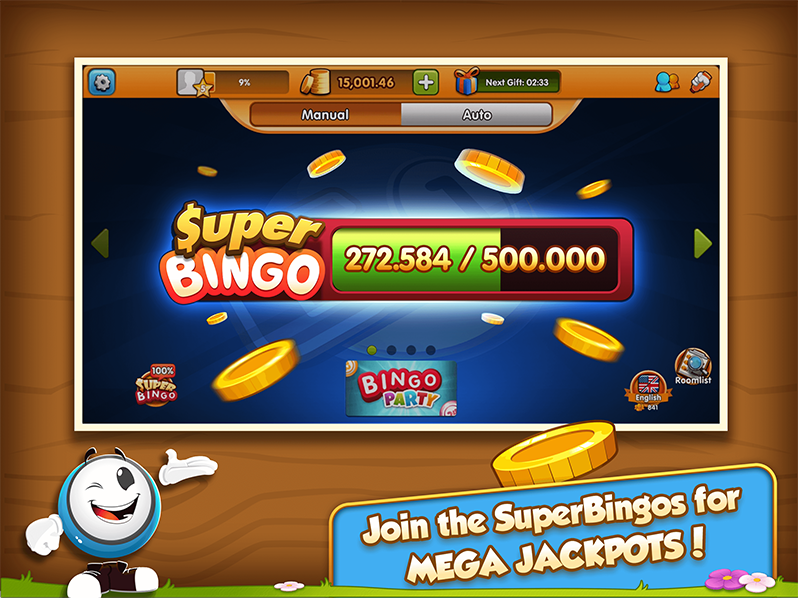 5
9%
15,001.46
Next Gift: 02:33
Manual
Auto
$uper
BINGO
272.584 / 500.000
100%
SUPER
BINGO
BINGO
PARTY
English
841
Roomlist
Join the SuperBingos for
MEGA JACKPOTS!